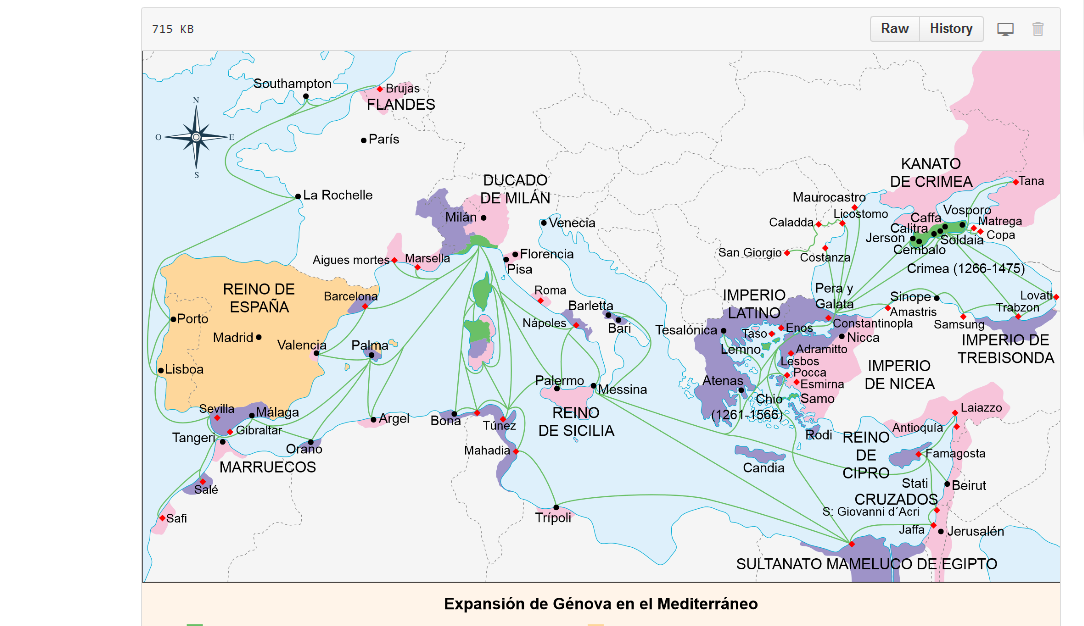 715 KB
Raw
History
Southampton
Brujas
FLANDES
París
N
O
E
S
La Rochelle
KANATO
DE CRIMEA
Tana
DUCADO
DE MILÁN
Milán
Venecia
Maurocastro
Licostomo
Caladda
Caffa
Vosporo
Calitra
Matrega
Jerson
Soldaia
Copa
Cembalo
San Giorgio
Costanza
Crimea (1266-1475)
Aigues mortes
Marsella
Florencia
Pisa
REINO DE
ESPAÑA
Barcelona
Roma
Barletta
Nápoles
Bari
IMPERIO
LATINO
Pera y
Galata
Sinope
Amastris
Lovati
Trabzon
Samsung
Porto
Madrid
Valencia
Palma
Tesalónica
Taso
Enos
Constantinopla
Nicca
IMPERIO DE
TREBISONDA
Lemno
Adramitto
Lesbos
IMPERIO
DE NICEA
Lisboa
Pocca
Esmirna
Palermo
Messina
Atenas
Chio
Samo
(1261-1566)
Sevilla
Málaga
Gibraltar
Tangeri
Orano
Argel
Bona
Túnez
REINO
DE SICILIA
Laiazzo
Antioquía
Rodi
REINO
DE
CIPRO
MARRUECOS
Mahadia
Candia
Famagosta
Salé
Stati
Beirut
CRUZADOS
Safi
Trípoli
S: Giovanni d´Acri
Jaffa
Jerusalén
SULTANATO MAMELUCO DE EGIPTO
Expansión de Génova en el Mediterráneo